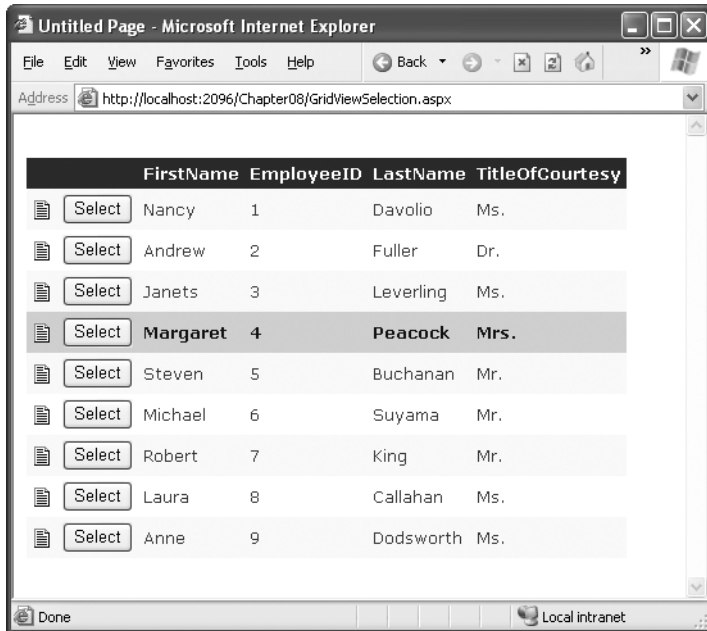 Untitled Page - Microsoft Internet Explorer
File Edit View Favorites Tools Help Back »
Address http://localhost:2096/Chapter08/GridViewSelection.aspx
FirstName EmployeeID LastName TitleOfCourtesy
Select Nancy 1 Davolio Ms.
Select Andrew 2 Fuller Dr.
Select Janets 3 Leverling Ms.
Select Margaret 4 Peacock Mrs.
Select Steven 5 Buchanan Mr.
Select Michael 6 Suyama Mr.
Select Robert 7 King Mr.
Select Laura 8 Callahan Ms.
Select Anne 9 Dodsworth Ms.
Done Local intranet